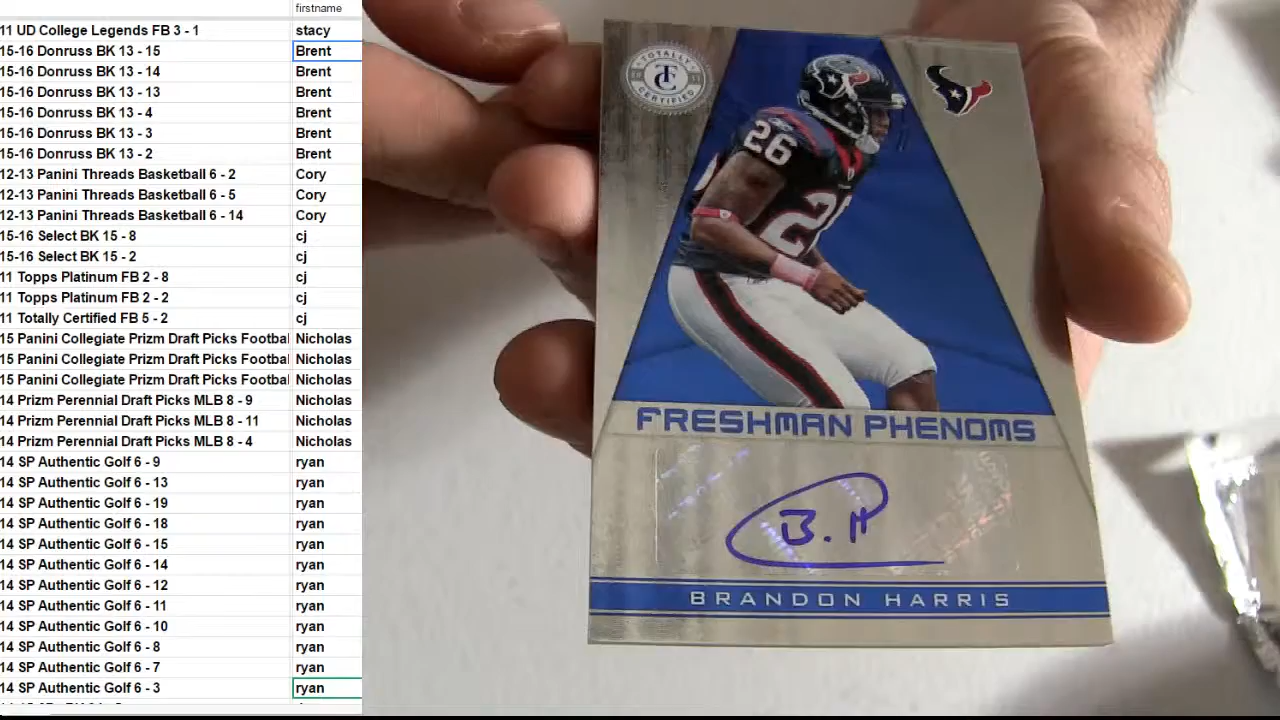 firstname
11 UD College Legends FB 3 - 1 stacy
15-16 Donruss BK 13 - 15 Brent
15-16 Donruss BK 13 - 14 Brent
15-16 Donruss BK 13 - 13 Brent
15-16 Donruss BK 13 - 4 Brent
15-16 Donruss BK 13 - 3 Brent
15-16 Donruss BK 13 - 2 Brent
12-13 Panini Threads Basketball 6 - 2 Cory
12-13 Panini Threads Basketball 6 - 5 Cory
12-13 Panini Threads Basketball 6 - 14 Cory
15-16 Select BK 15 - 8 cj
15-16 Select BK 15 - 2 cj
11 Topps Platinum FB 2 - 8 cj
11 Topps Platinum FB 2 - 2 cj
11 Totally Certified FB 5 - 2 cj
15 Panini Collegiate Prizm Draft Picks Footbal Nicholas
15 Panini Collegiate Prizm Draft Picks Footbal Nicholas
15 Panini Collegiate Prizm Draft Picks Footbal Nicholas
14 Prizm Perennial Draft Picks MLB 8 - 9 Nicholas
14 Prizm Perennial Draft Picks MLB 8 - 11 Nicholas
14 Prizm Perennial Draft Picks MLB 8 - 4 Nicholas
14 SP Authentic Golf 6 - 9 ryan
14 SP Authentic Golf 6 - 13 ryan
14 SP Authentic Golf 6 - 19 ryan
14 SP Authentic Golf 6 - 18 ryan
14 SP Authentic Golf 6 - 15 ryan
14 SP Authentic Golf 6 - 14 ryan
14 SP Authentic Golf 6 - 12 ryan
14 SP Authentic Golf 6 - 11 ryan
14 SP Authentic Golf 6 - 10 ryan
14 SP Authentic Golf 6 - 8 ryan
14 SP Authentic Golf 6 - 7 ryan
14 SP Authentic Golf 6 - 3 ryan
TOTALLY
TC
CERTIFIED
26
26
FRESHMAN PHENOMS
B. H
BRANDON HARRIS